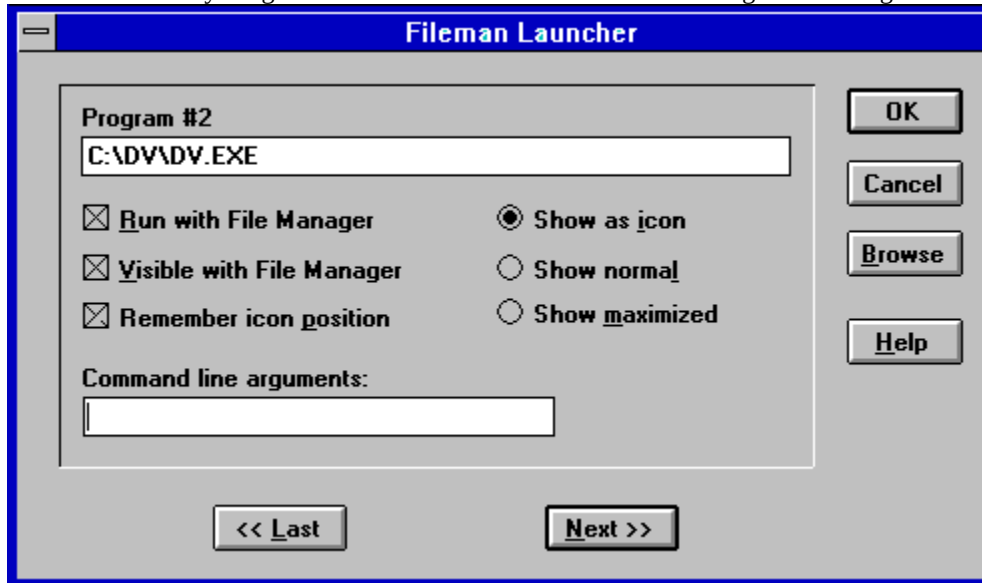 Fileman Launcher
Program #2
C:\DV\DV.EXE
Run with File Manager
Visible with File Manager
Remember icon position
Show as icon
Show normal
Show maximized
Command line arguments:
OK
Cancel
Browse
Help
<< Last
Next >>